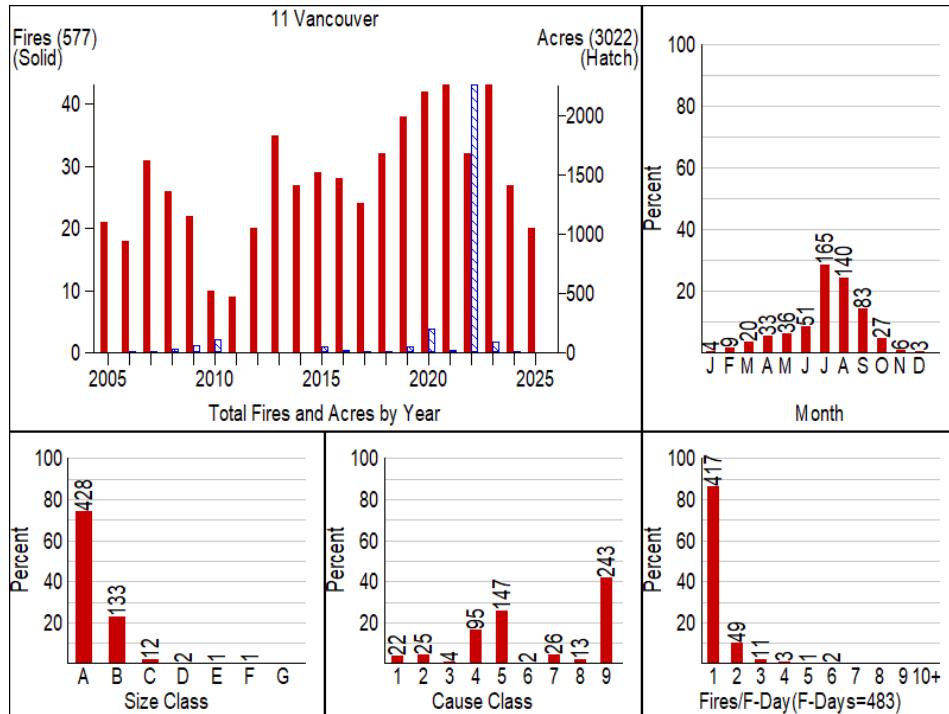 11 Vancouver
Fires (577)
(Solid)
Acres (3022)
(Hatch)
40
30
20
10
0
2000
1500
1000
500
0
2005 2010 2015 2020 2025
Total Fires and Acres by Year
100
80
60
40
20
Percent
4 9 20 33 36 51 165 140 83 27 6 3
J F M A M J J A S O N D
Month
100
80
60
40
20
Percent
428 133 12 2 1 1
A B C D E F G
Size Class
100
80
60
40
20
Percent
22 25 4 95 147 2 26 13 243
1 2 3 4 5 6 7 8 9
Cause Class
100
80
60
40
20
Percent
417 49 11 3 1 2
1 2 3 4 5 6 7 8 9 10+
Fires/F-Day(F-Days=483)